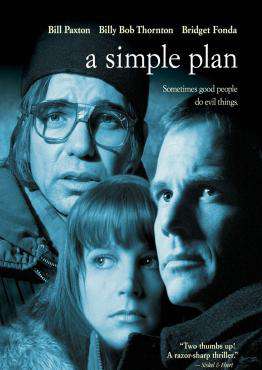 Bill Paxton Billy Bob Thornton Bridget Fonda
a simple plan
Sometimes good people
do evil things.
"Two thumbs up!
A razor-sharp thriller."
— Siskel & Ebert